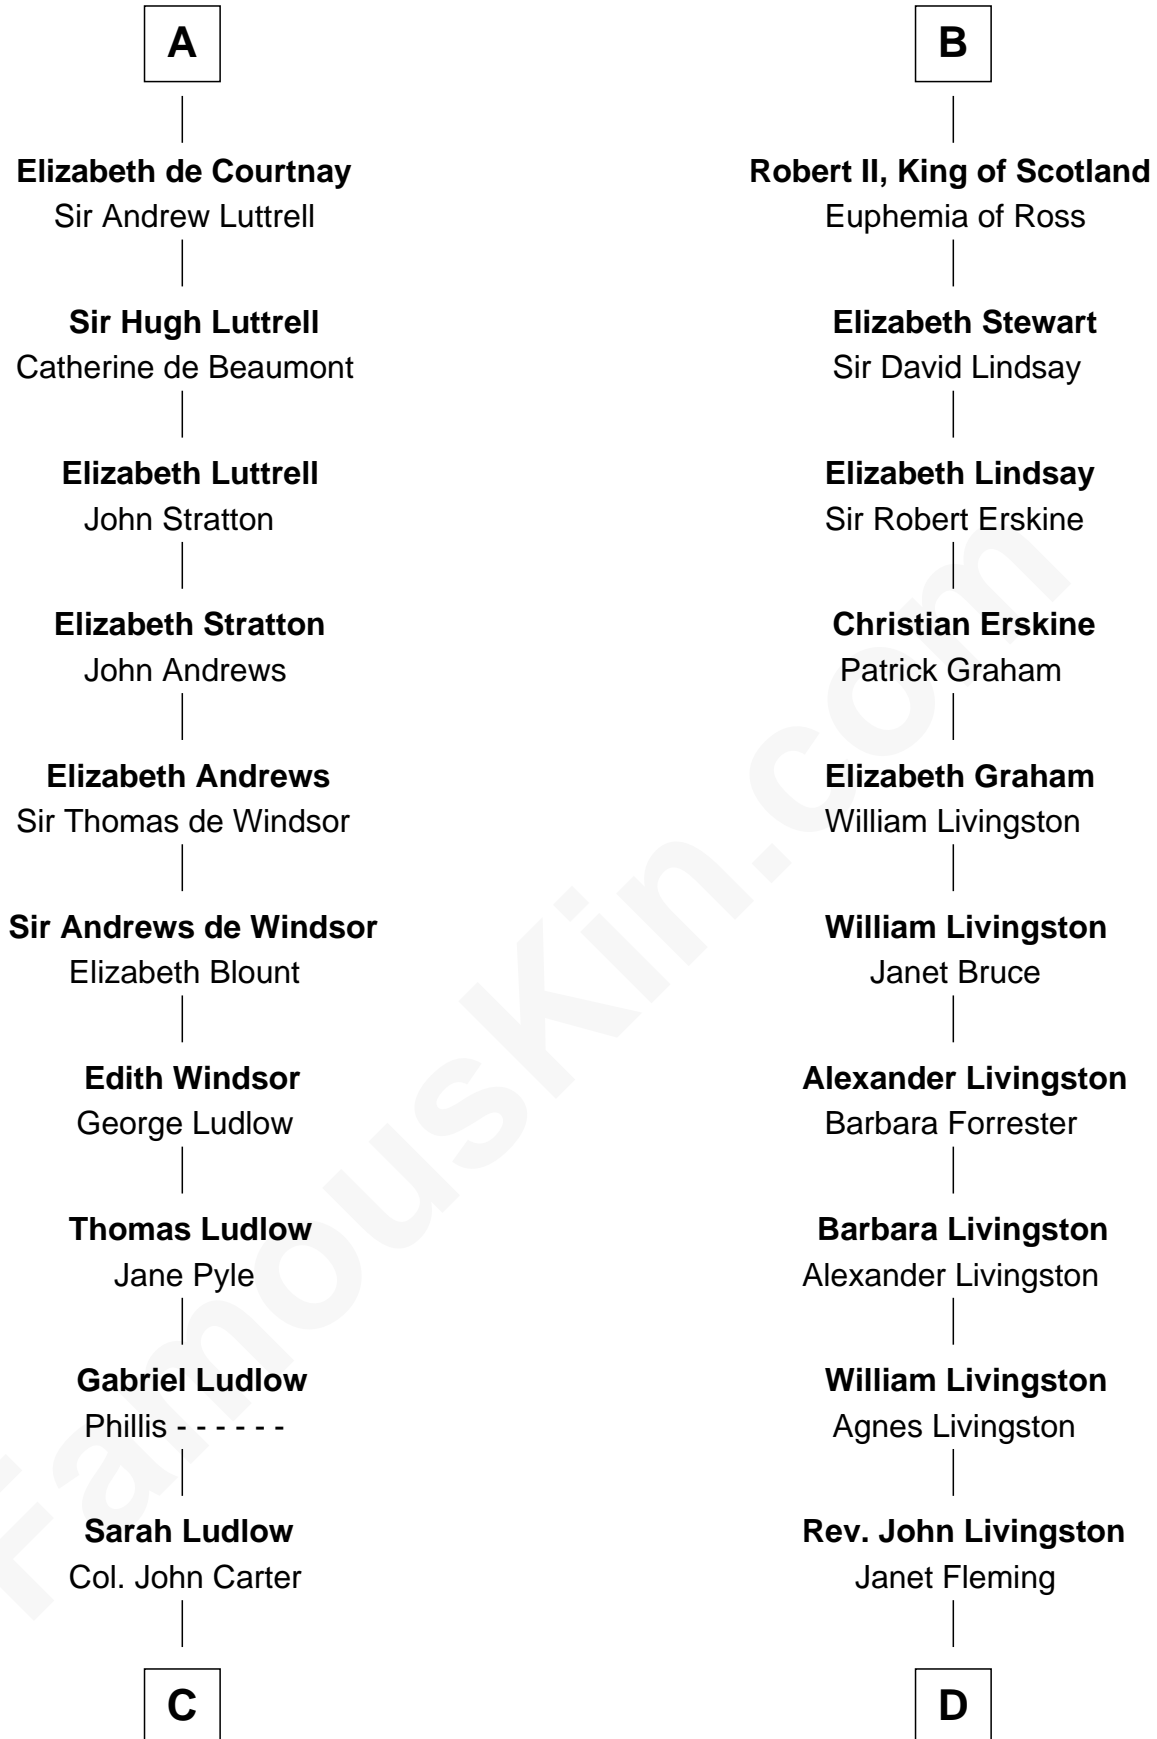 A
Elizabeth de Courtnay
Sir Andrew Luttrell
Sir Hugh Luttrell
Catherine de Beaumont
Elizabeth Luttrell
John Stratton
Elizabeth Stratton
John Andrews
Elizabeth Andrews
Sir Thomas de Windsor
Sir Andrews de Windsor
Elizabeth Blount
Edith Windsor
George Ludlow
Thomas Ludlow
Jane Pyle
Gabriel Ludlow
Phillis - - - - - -
Sarah Ludlow
Col. John Carter
C
B
Robert II, King of Scotland
Euphemia of Ross
Elizabeth Stewart
Sir David Lindsay
Elizabeth Lindsay
Sir Robert Erskine
Christian Erskine
Patrick Graham
Elizabeth Graham
William Livingston
William Livingston
Janet Bruce
Alexander Livingston
Barbara Forrester
Barbara Livingston
Alexander Livingston
William Livingston
Agnes Livingston
Rev. John Livingston
Janet Fleming
D
FamousKin.com